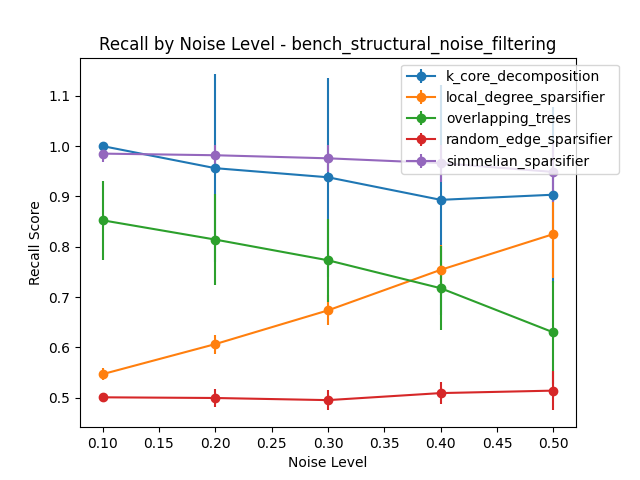 Recall by Noise Level - bench_structural_noise_filtering
k_core_decomposition
local_degree_sparsifier
overlapping_trees
random_edge_sparsifier
simmelian_sparsifier
Recall Score
1.1
1.0
0.9
0.8
0.7
0.6
0.5
0.10 0.15 0.20 0.25 0.30 0.35 0.40 0.45 0.50
Noise Level